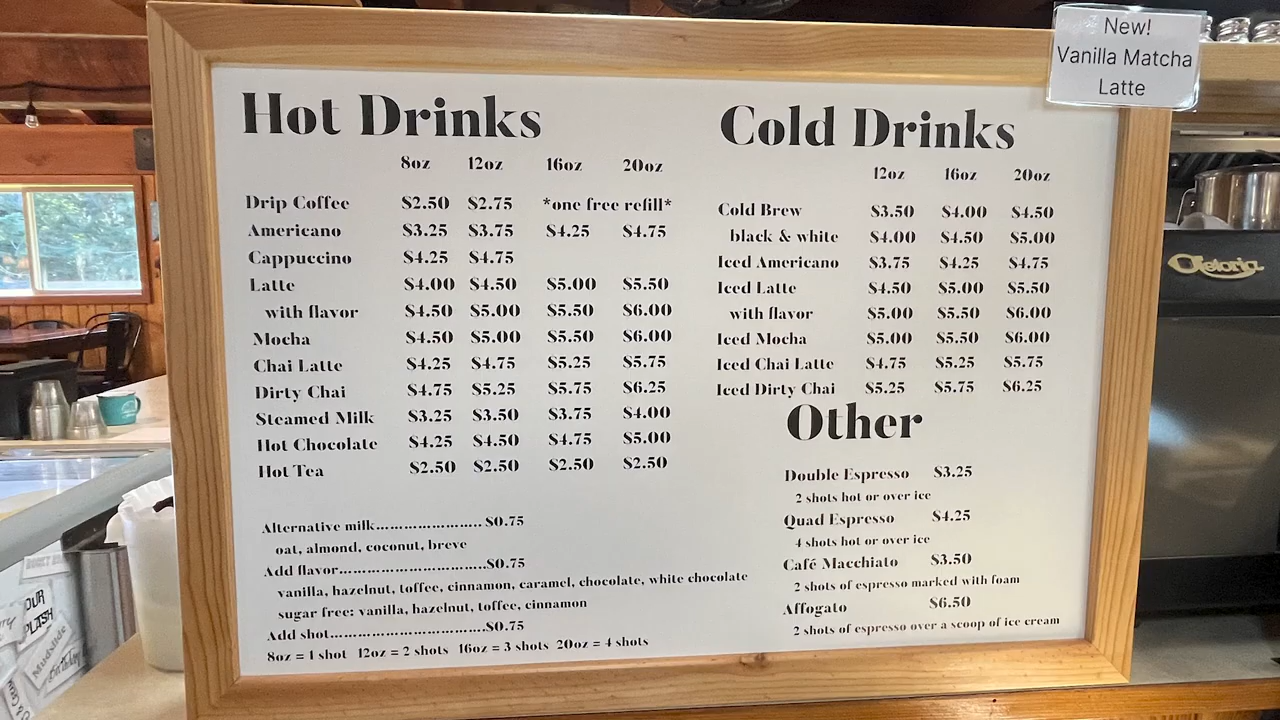 New!
Vanilla Matcha
Latte
Hot Drinks
8oz 12oz 16oz 20oz
Drip Coffee $2.50 $2.75 *one free refill*
Americano $3.25 $3.75 $4.25 $4.75
Cappuccino $4.25 $4.75
Latte $4.00 $4.50 $5.00 $5.50
with flavor $4.50 $5.00 $5.50 $6.00
Mocha $4.50 $5.00 $5.50 $6.00
Chai Latte $4.25 $4.75 $5.25 $5.75
Dirty Chai $4.75 $5.25 $5.75 $6.25
Steamed Milk $3.25 $3.50 $3.75 $4.00
Hot Chocolate $4.25 $4.50 $4.75 $5.00
Hot Tea $2.50 $2.50 $2.50 $2.50
Alternative milk...................... $0.75
oat, almond, coconut, breve
Add flavor...............................$0.75
vanilla, hazelnut, toffee, cinnamon, caramel, chocolate, white chocolate
sugar free: vanilla, hazelnut, toffee, cinnamon
Add shot.................................$0.75
8oz = 1 shot 12oz = 2 shots 16oz = 3 shots 20oz = 4 shots
Cold Drinks
12oz 16oz 20oz
Cold Brew $3.50 $4.00 $4.50
black & white $4.00 $4.50 $5.00
Iced Americano $3.75 $4.25 $4.75
Iced Latte $4.50 $5.00 $5.50
with flavor $5.00 $5.50 $6.00
Iced Mocha $5.00 $5.50 $6.00
Iced Chai Latte $4.75 $5.25 $5.75
Iced Dirty Chai $5.25 $5.75 $6.25
Other
Double Espresso $3.25
2 shots hot or over ice
Quad Espresso $4.25
4 shots hot or over ice
Café Macchiato $3.50
2 shots of espresso marked with foam
Affogato $6.50
2 shots of espresso over a scoop of ice cream